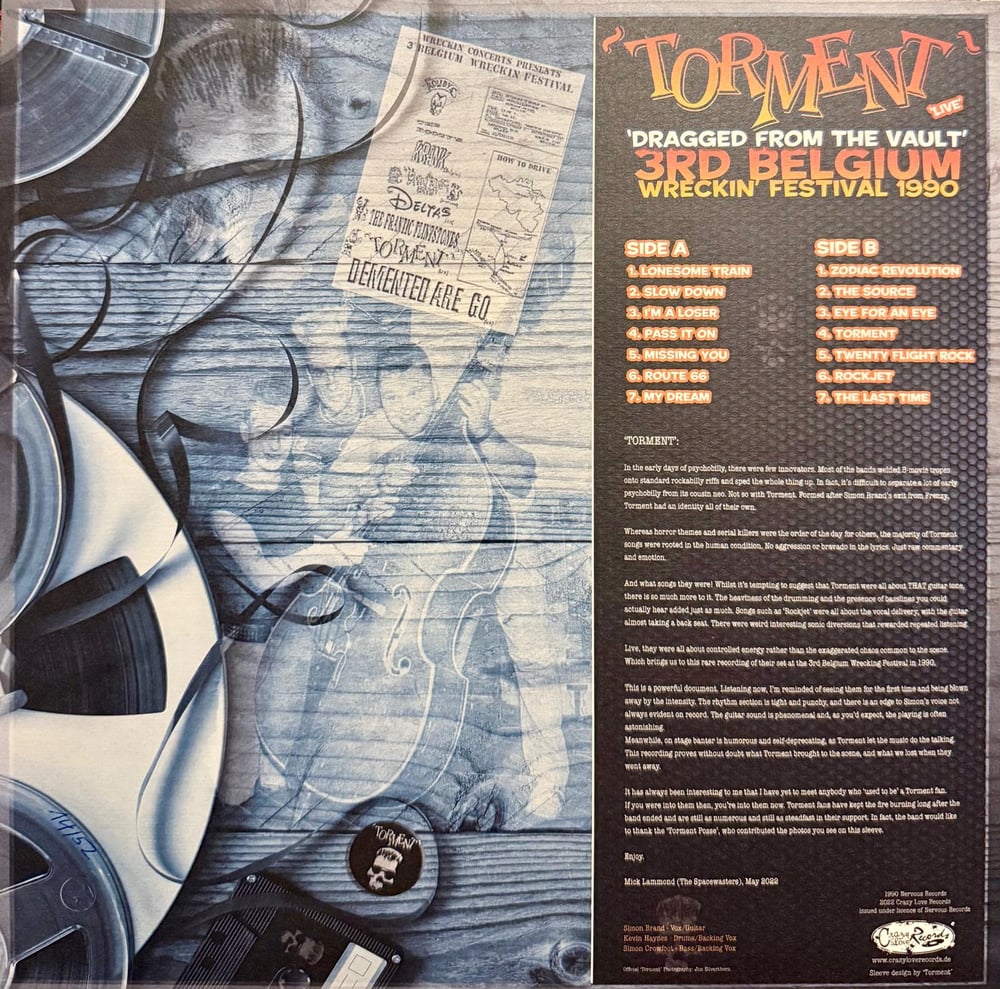 WRECKIN CONCERTS PRESENTS
3RD BELGIUM WRECKIN FESTIVAL
HOW TO DRIVE
DELTAS
THE FRANTIC FLINTSTONES
TORMENT
DEMENTED ARE GO
TORMENT
14/52
'TORMENT'
'LIVE'
'DRAGGED FROM THE VAULT'
3RD BELGIUM
WRECKIN' FESTIVAL 1990
SIDE A
1. LONESOME TRAIN
2. SLOW DOWN
3. I'M A LOSER
4. PASS IT ON
5. MISSING YOU
6. ROUTE 66
7. MY DREAM
SIDE B
1. ZODIAC REVOLUTION
2. THE SOURCE
3. EYE FOR AN EYE
4. TORMENT
5. TWENTY FLIGHT ROCK
6. ROCKJET
7. THE LAST TIME
'TORMENT':
In the early days of psychobilly, there were few innovators. Most of the bands welded B-movie tropes
onto standard rockabilly riffs and sped the whole thing up. In fact, it's difficult to separate a lot of early
psychobilly from its cousin neo. Not so with Torment. Formed after Simon Brand's exit from Frenzy,
Torment had an identity all of their own.
Whereas horror themes and serial killers were the order of the day for others, the majority of Torment
songs were rooted in the human condition. No aggression or bravado in the lyrics. Just raw commentary
and emotion.
And what songs they were! Whilst it's tempting to suggest that Torment were all about THAT guitar tone,
there is so much more to it. The heaviness of the drumming and the presence of basslines you could
actually hear added just as much. Songs such as 'Rockjet' were all about the vocal delivery, with the guitar
almost taking a back seat. There were weird interesting sonic diversions that rewarded repeated listening.
Live, they were all about controlled energy rather than the exaggerated chaos common to the scene.
Which brings us to this rare recording of their set at the 3rd Belgium Wrecking Festival in 1990.
This is a powerful document. Listening now, I'm reminded of seeing them for the first time and being blown
away by the intensity. The rhythm section is tight and punchy, and there is an edge to Simon's voice not
always evident on record. The guitar sound is phenomenal and, as you'd expect, the playing is often
astonishing.
Meanwhile, on stage banter is humorous and self-deprecating, as Torment let the music do the talking.
This recording proves without doubt what Torment brought to the scene, and what we lost when they
went away.
It has always been interesting to me that I have yet to meet anybody who 'used to be' a Torment fan.
If you were into them then, you're into them now. Torment fans have kept the fire burning long after the
band ended and are still as numerous and still as steadfast in their support. In fact, the band would like
to thank the 'Torment Posse', who contributed the photos you see on this sleeve.
Enjoy,
Mick Lammond (The Spacewasters), May 2022
Simon Brand - Vox/Guitar
Kevin Haynes - Drums/Backing Vox
Simon Crowfoot - Bass/Backing Vox
Official 'Torment' Photography: Jon Silverthorn
1990 Nervous Records
2022 Crazy Love Records
issued under licence of Nervous Records
Crazy Love Records
www.crazyloverecords.de
Sleeve design by 'Torment'